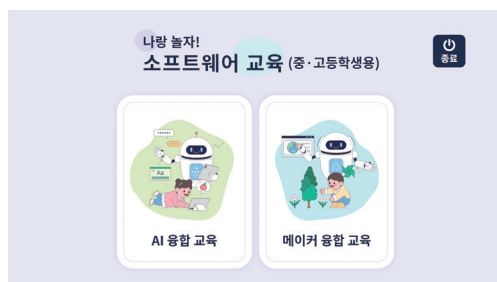 나랑 놀자!
소프트웨어 교육 (중·고등학생용)
종료
Aa
AI 융합 교육
메이커 융합 교육